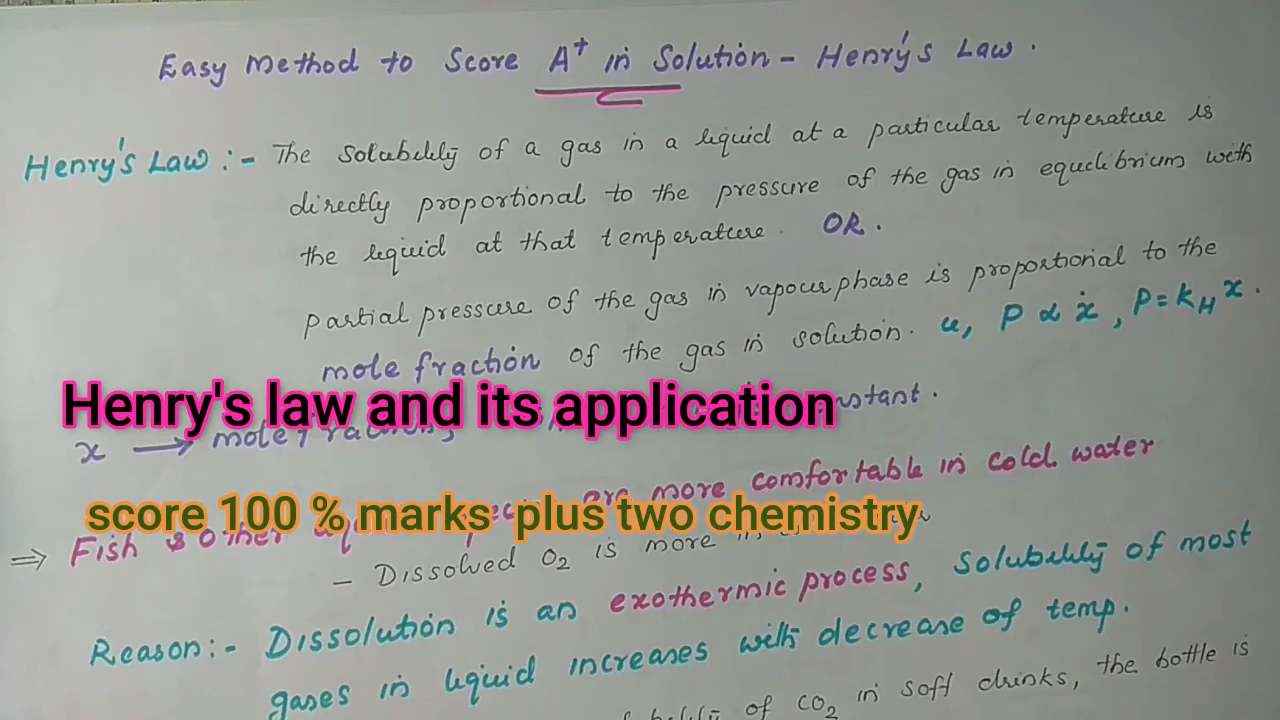 Easy Method to Score A+ in Solution - Henry's Law.
Henry's Law :- The solubility of a gas in a liquid at a particular temperature is
directly proportional to the pressure of the gas in equilibrium with
the liquid at that temperature. OR.
Partial pressure of the gas in vapour phase is proportional to the
mole fraction of the gas in solution. ie, P ∝ x, P = KH x.
Henry's law and its application
x → mole fraction, constant.
score 100 % marks plus two chemistry
⇒ Fish & other are more comfortable in cold water
- Dissolved O2 is more in
Reason :- Dissolution is an exothermic process, solubility of most
gases in liquid increases with decrease of temp.
of CO2 in soft drinks, the bottle is